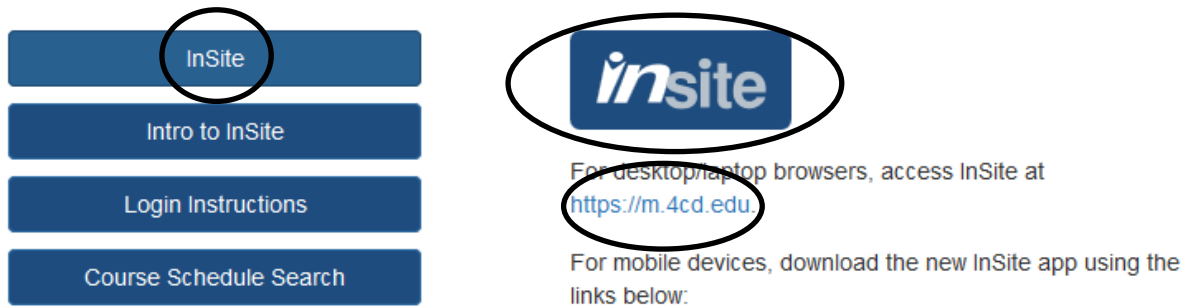 InSite
Intro to InSite
Login Instructions
Course Schedule Search
insite
For desktop/laptop browsers, access InSite at
https://m.4cd.edu.
For mobile devices, download the new InSite app using the
links below: